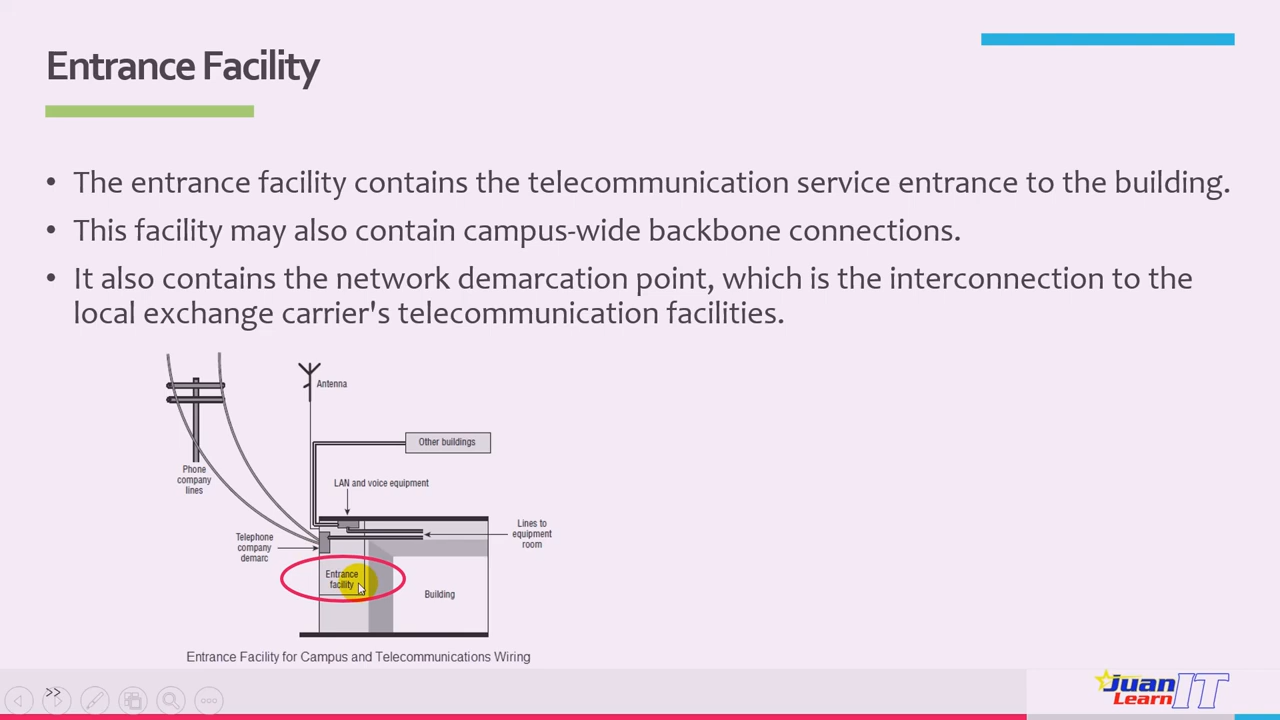 Entrance Facility
• The entrance facility contains the telecommunication service entrance to the building.
• This facility may also contain campus-wide backbone connections.
• It also contains the network demarcation point, which is the interconnection to the
local exchange carrier's telecommunication facilities.
Antenna
Other buildings
Phone
company
lines
LAN and voice equipment
Lines to
equipment
room
Telephone
company
demarc
Entrance
facility
Building
Entrance Facility for Campus and Telecommunications Wiring
>>
Juan
Learn
IT